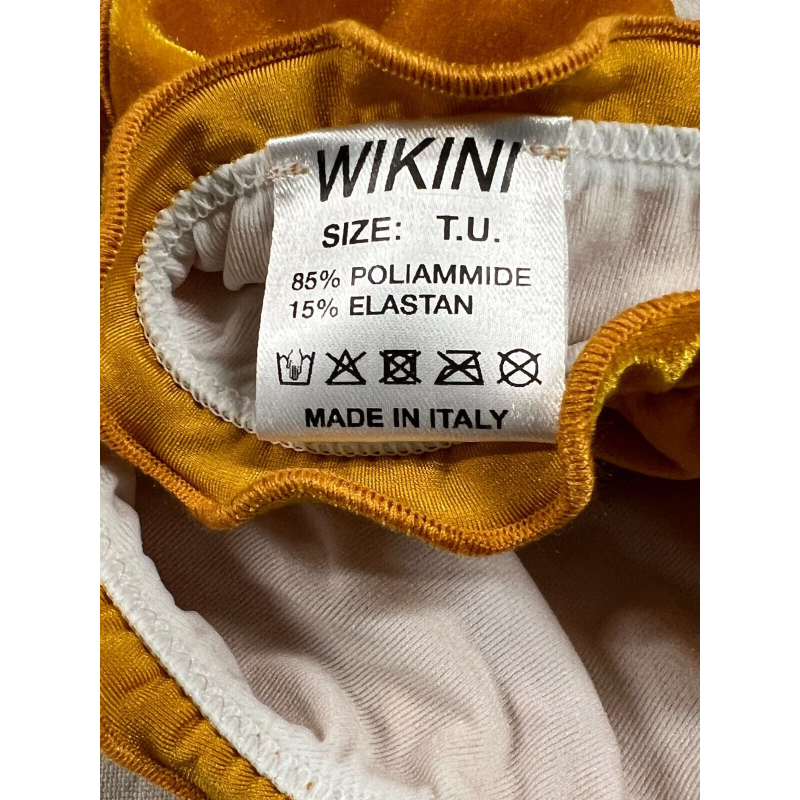 WIKINI
SIZE: T.U.
85% POLIAMMIDE
15% ELASTAN
MADE IN ITALY